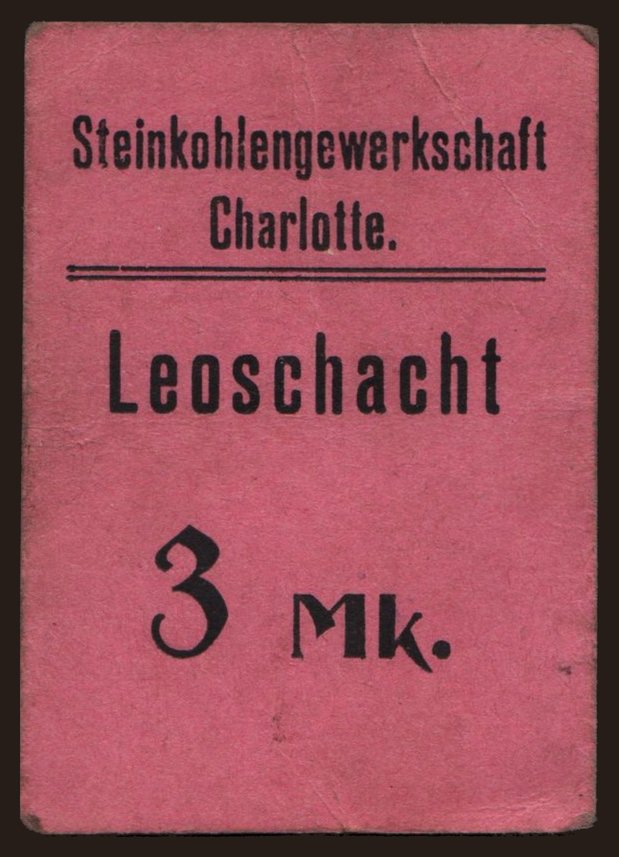 Steinkohlengewerkschaft
Charlotte.
Leoschacht
3 Mk.